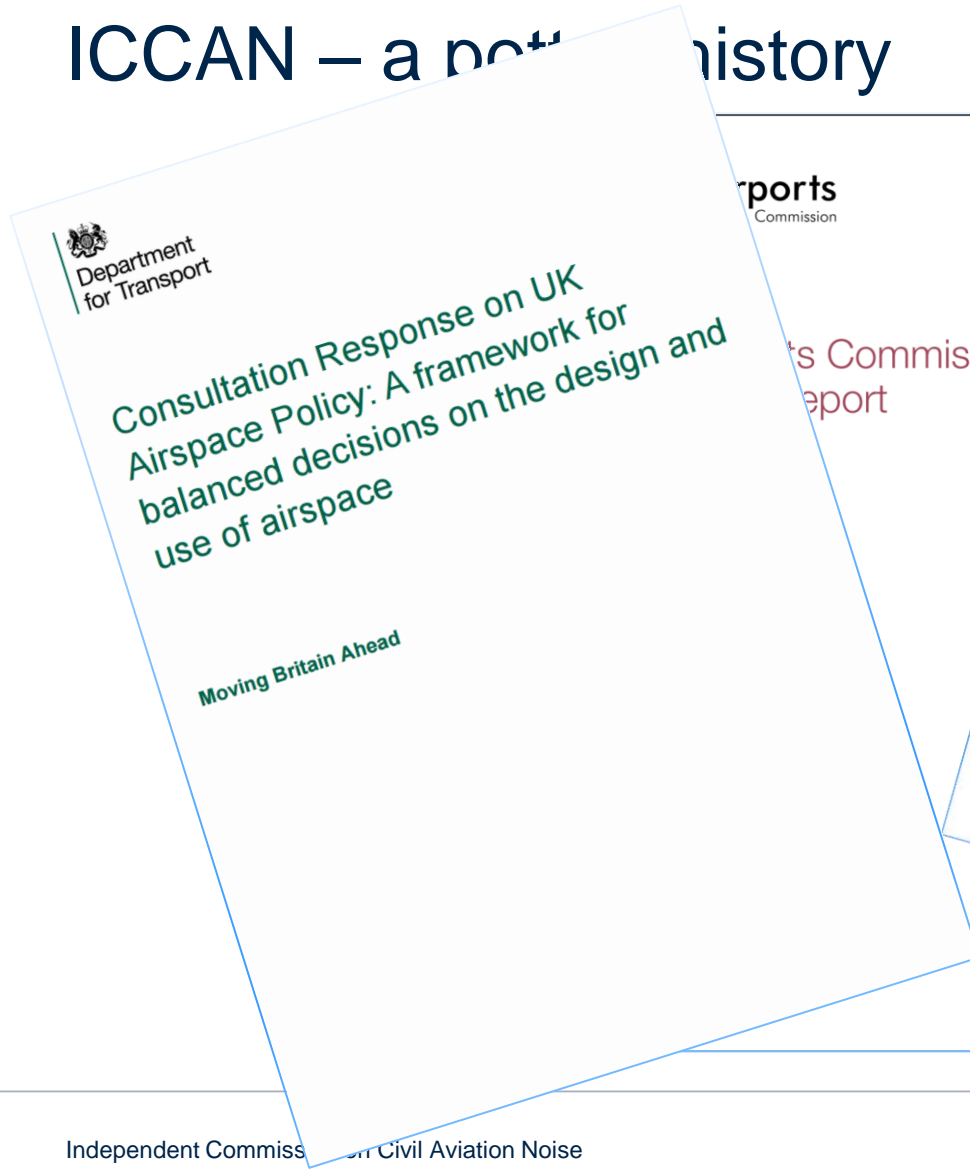 ICCAN – a history
Department
for Transport
Consultation Response on UK
Airspace Policy: A framework for
balanced decisions on the design and
use of airspace
Moving Britain Ahead
rports
Commission
s Commis
eport
Independent Commiss Civil Aviation Noise